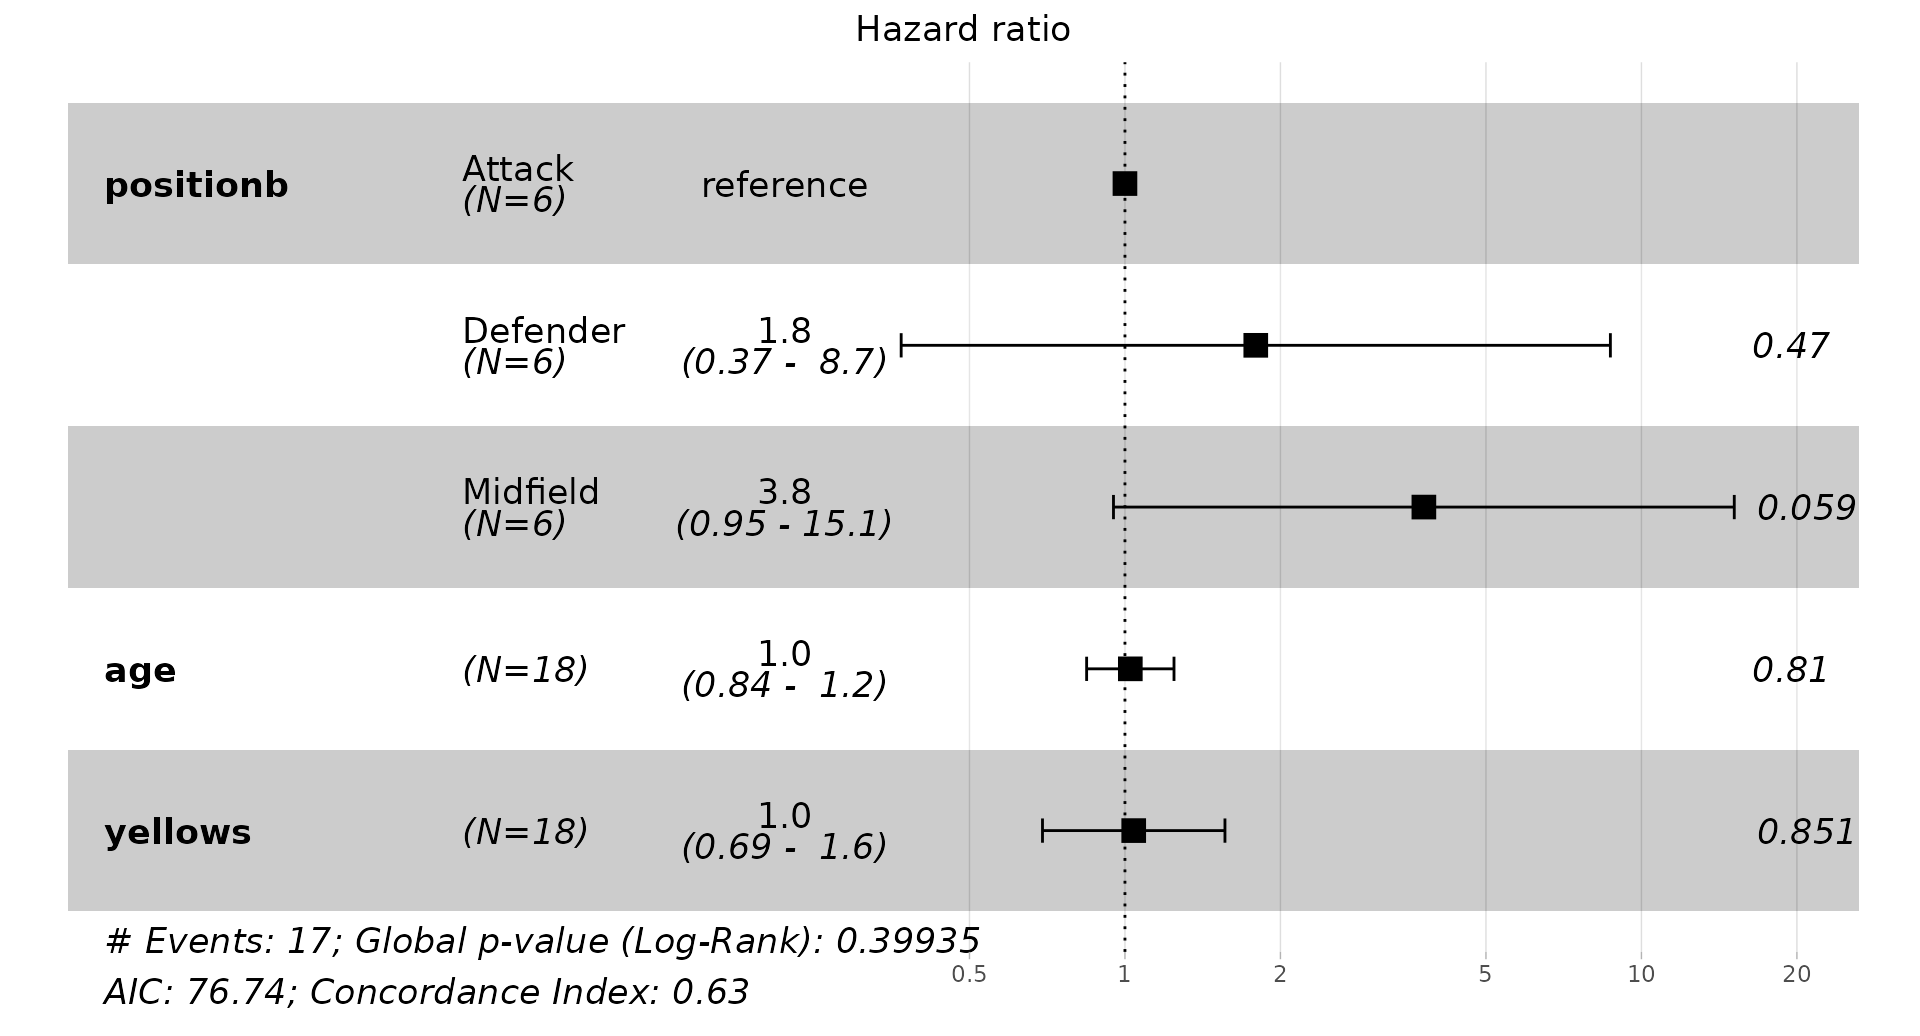 Hazard ratio
positionb
Attack
(N=6)
reference
Defender
(N=6)
1.8
(0.37 -  8.7)
0.47
Midfield
(N=6)
3.8
(0.95 - 15.1)
0.059
age
(N=18)
1.0
(0.84 -  1.2)
0.81
yellows
(N=18)
1.0
(0.69 -  1.6)
0.851
# Events: 17; Global p-value (Log-Rank): 0.39935
AIC: 76.74; Concordance Index: 0.63
0.5 1 2 5 10 20